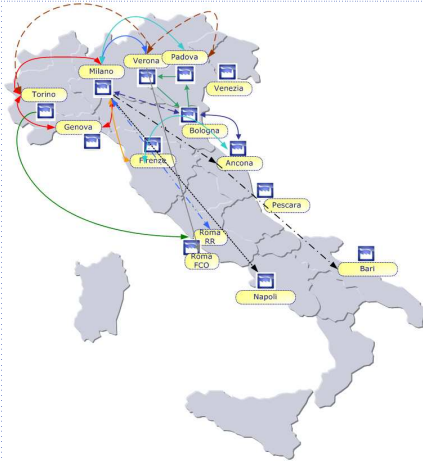 Verona
Padova
Milano
Torino
Venezia
Genova
Bologna
Firenze
Ancona
Pescara
Roma
RR
Roma
FCO
Bari
Napoli